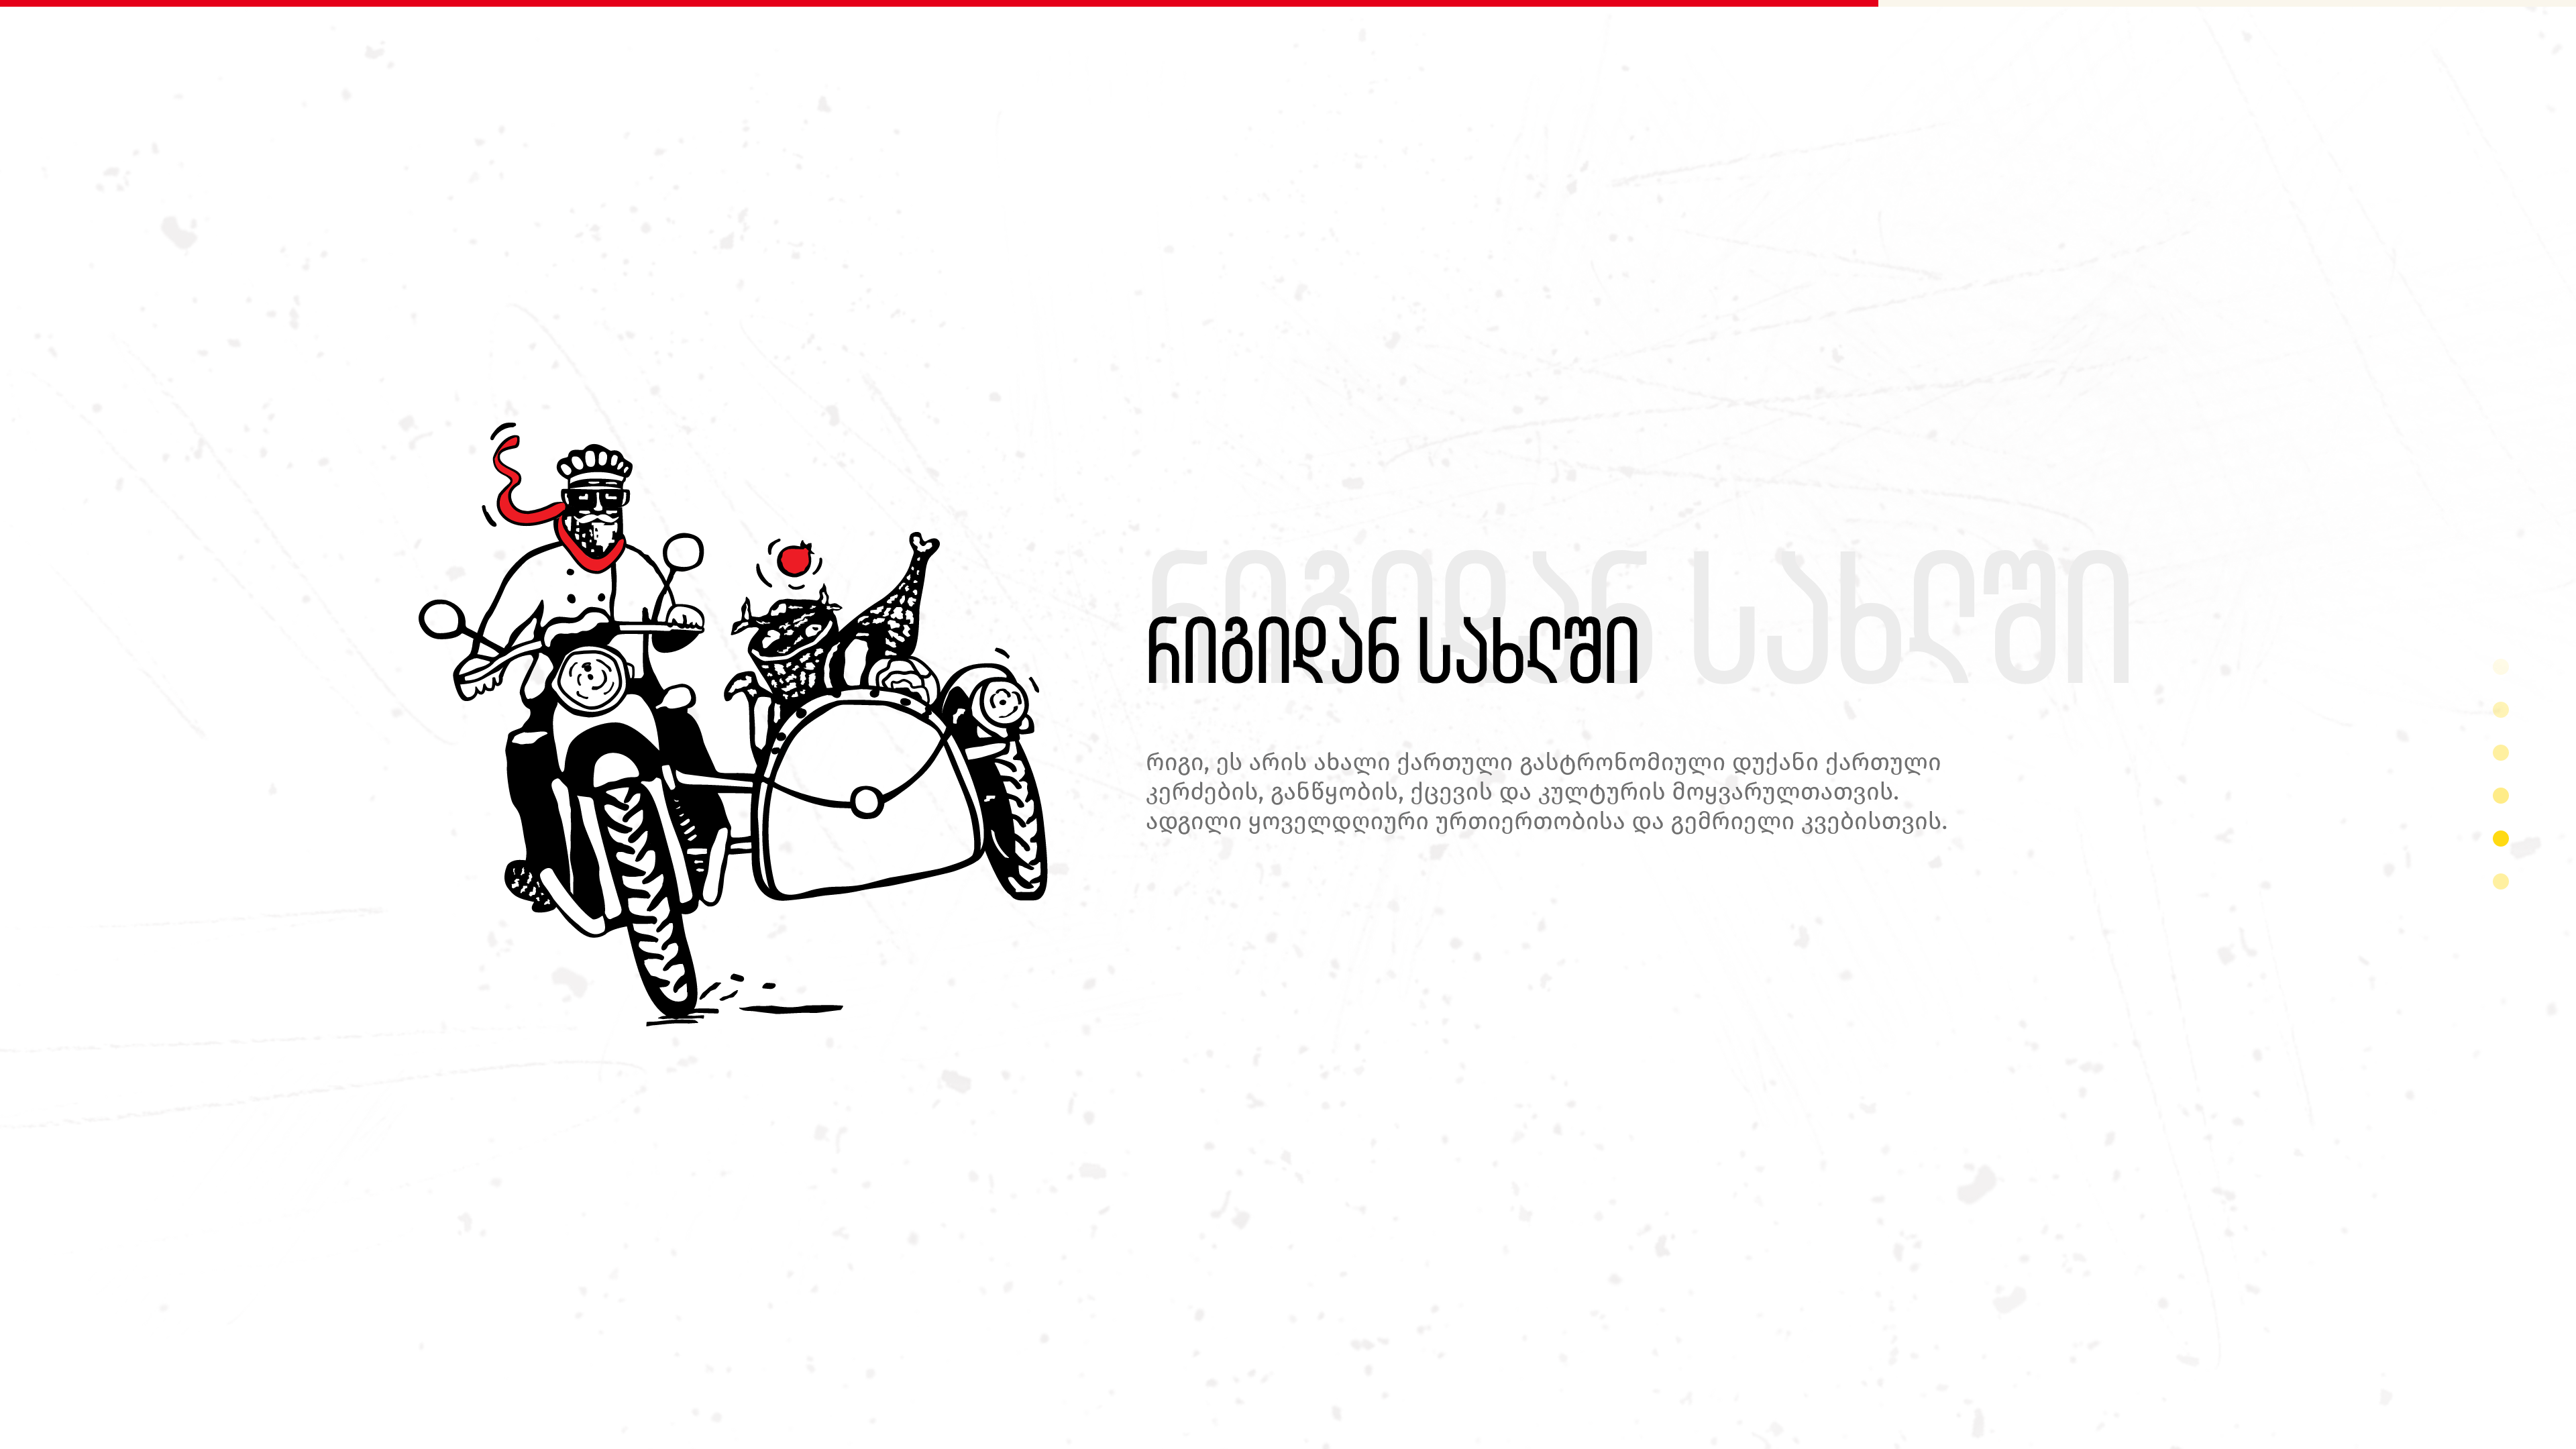 რიგიდან სახლში
რიგიდან სახლში
რიგი, ეს არის ახალი ქართული გასტრონომიული დუქანი ქართული
კერძების, განწყობის, ქცევის და კულტურის მოყვარულთათვის.
ადგილი ყოველდღიური ურთიერთობისა და გემრიელი კვებისთვის.